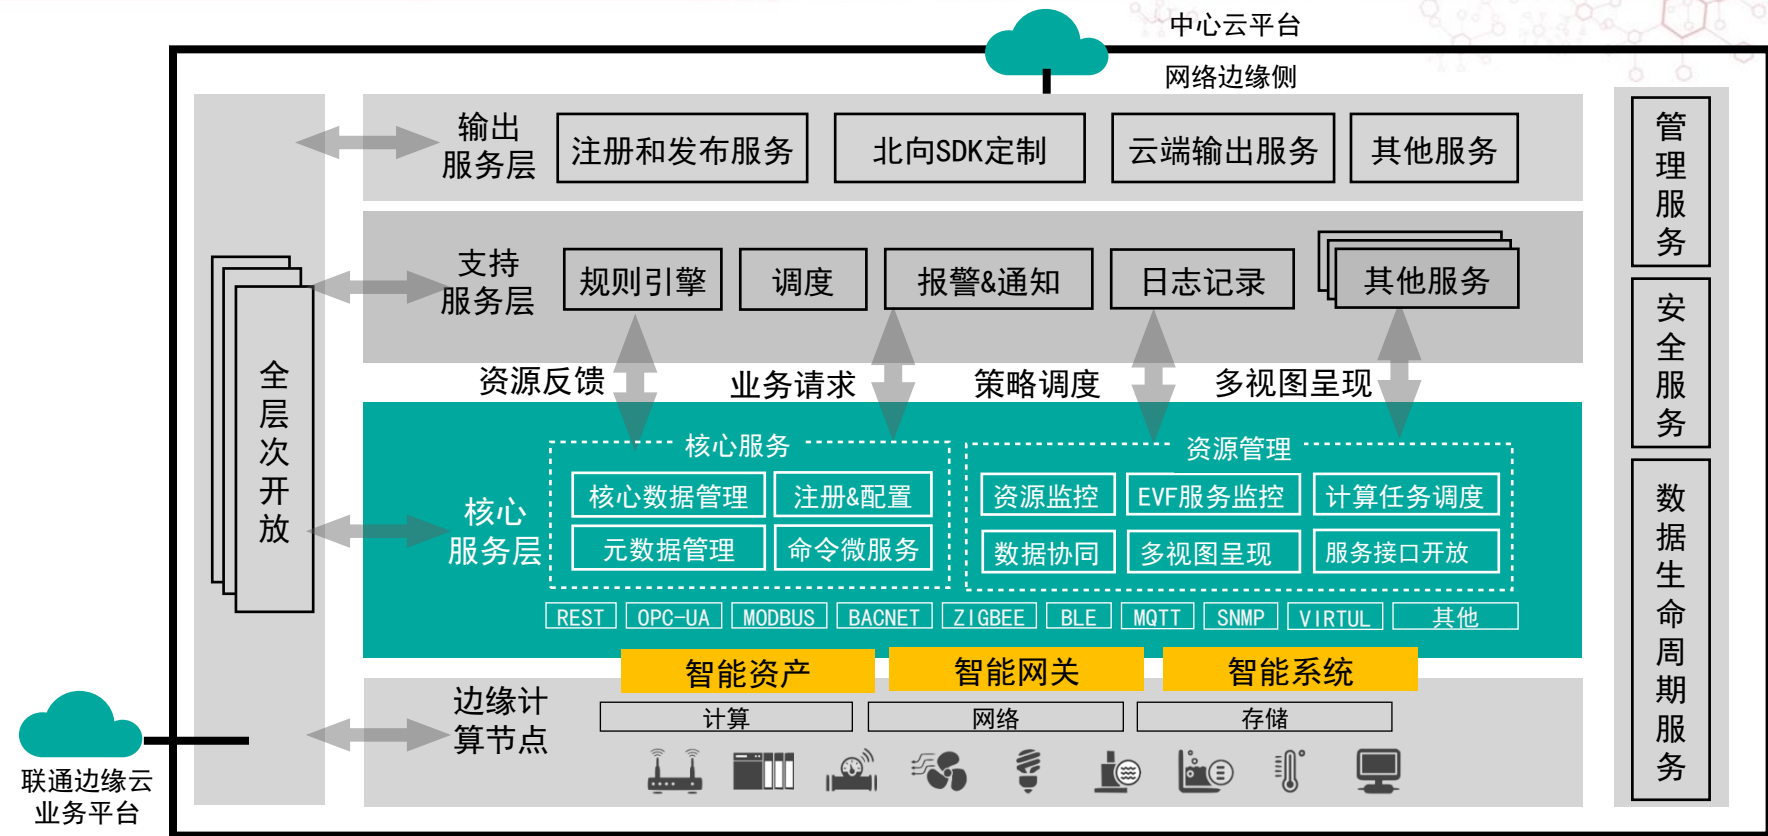 中心云平台
网络边缘侧
输出
服务层
注册和发布服务
北向SDK定制
云端输出服务
其他服务
支持
服务层
规则引擎
调度
报警&通知
日志记录
其他服务
资源反馈
业务请求
策略调度
多视图呈现
核心
服务层
核心服务
核心数据管理
注册&配置
元数据管理
命令微服务
资源管理
资源监控
EVF服务监控
计算任务调度
数据协同
多视图呈现
服务接口开放
REST
OPC-UA
MODBUS
BACNET
ZIGBEE
BLE
MQTT
SNMP
VIRTUL
其他
智能资产
智能网关
智能系统
边缘计
算节点
计算
网络
存储
全层次开放
管理服务
安全服务
数据生命周期服务
联通边缘云
业务平台